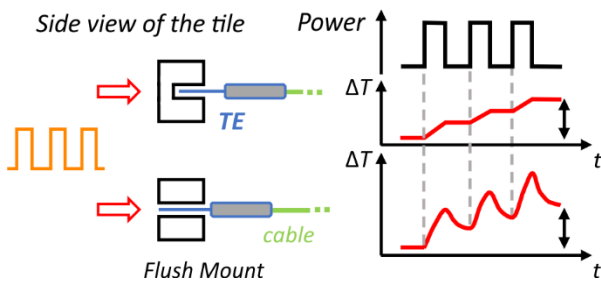 Side view of the tile
Power
ΔT
t
TE
ΔT
t
cable
Flush Mount